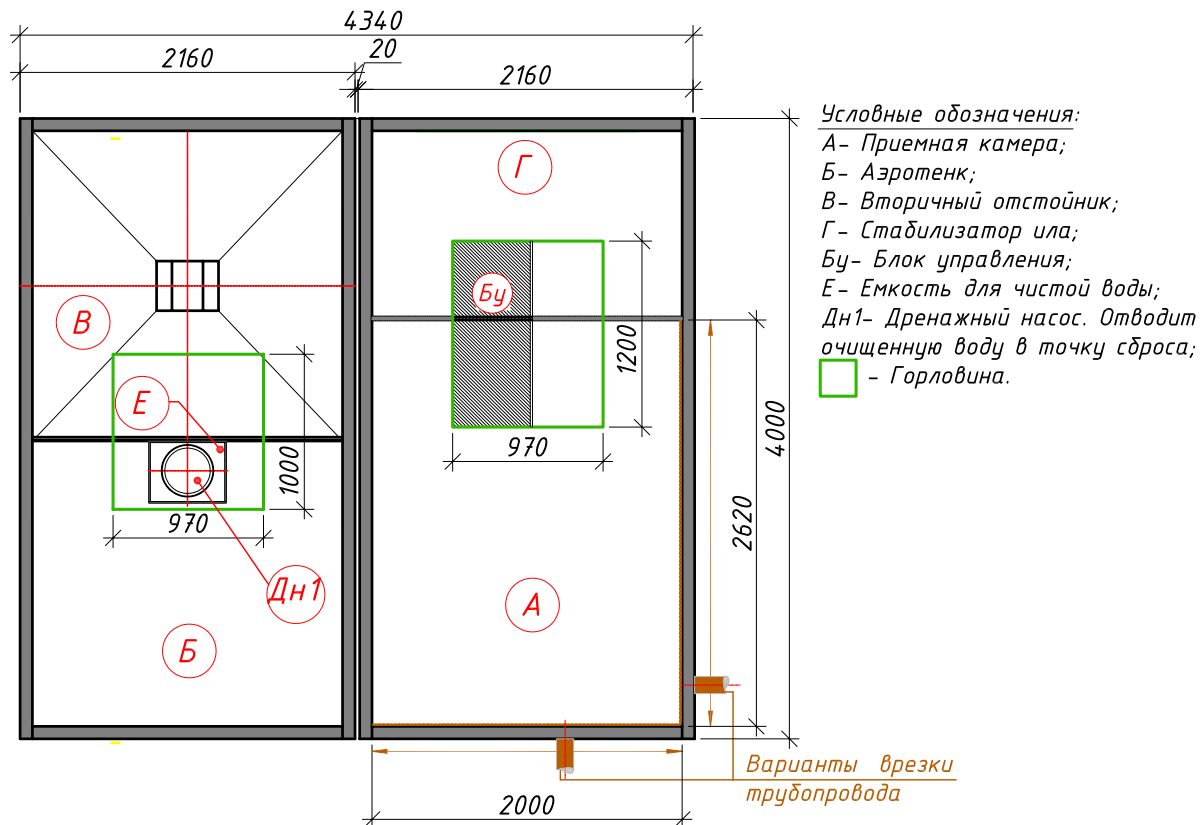 4340
2160
20
2160
Условные обозначения:
А- Приемная камера;
Б- Аэротенк;
В- Вторичный отстойник;
Г- Стабилизатор ила;
Бу- Блок управления;
Е- Емкость для чистой воды;
Дн1- Дренажный насос. Отводит
очищенную воду в точку сброса;
- Горловина.
Г
Бу
В
1200
Е
4000
970
1000
2620
970
Дн1
А
Б
Варианты врезки
трубопровода
2000